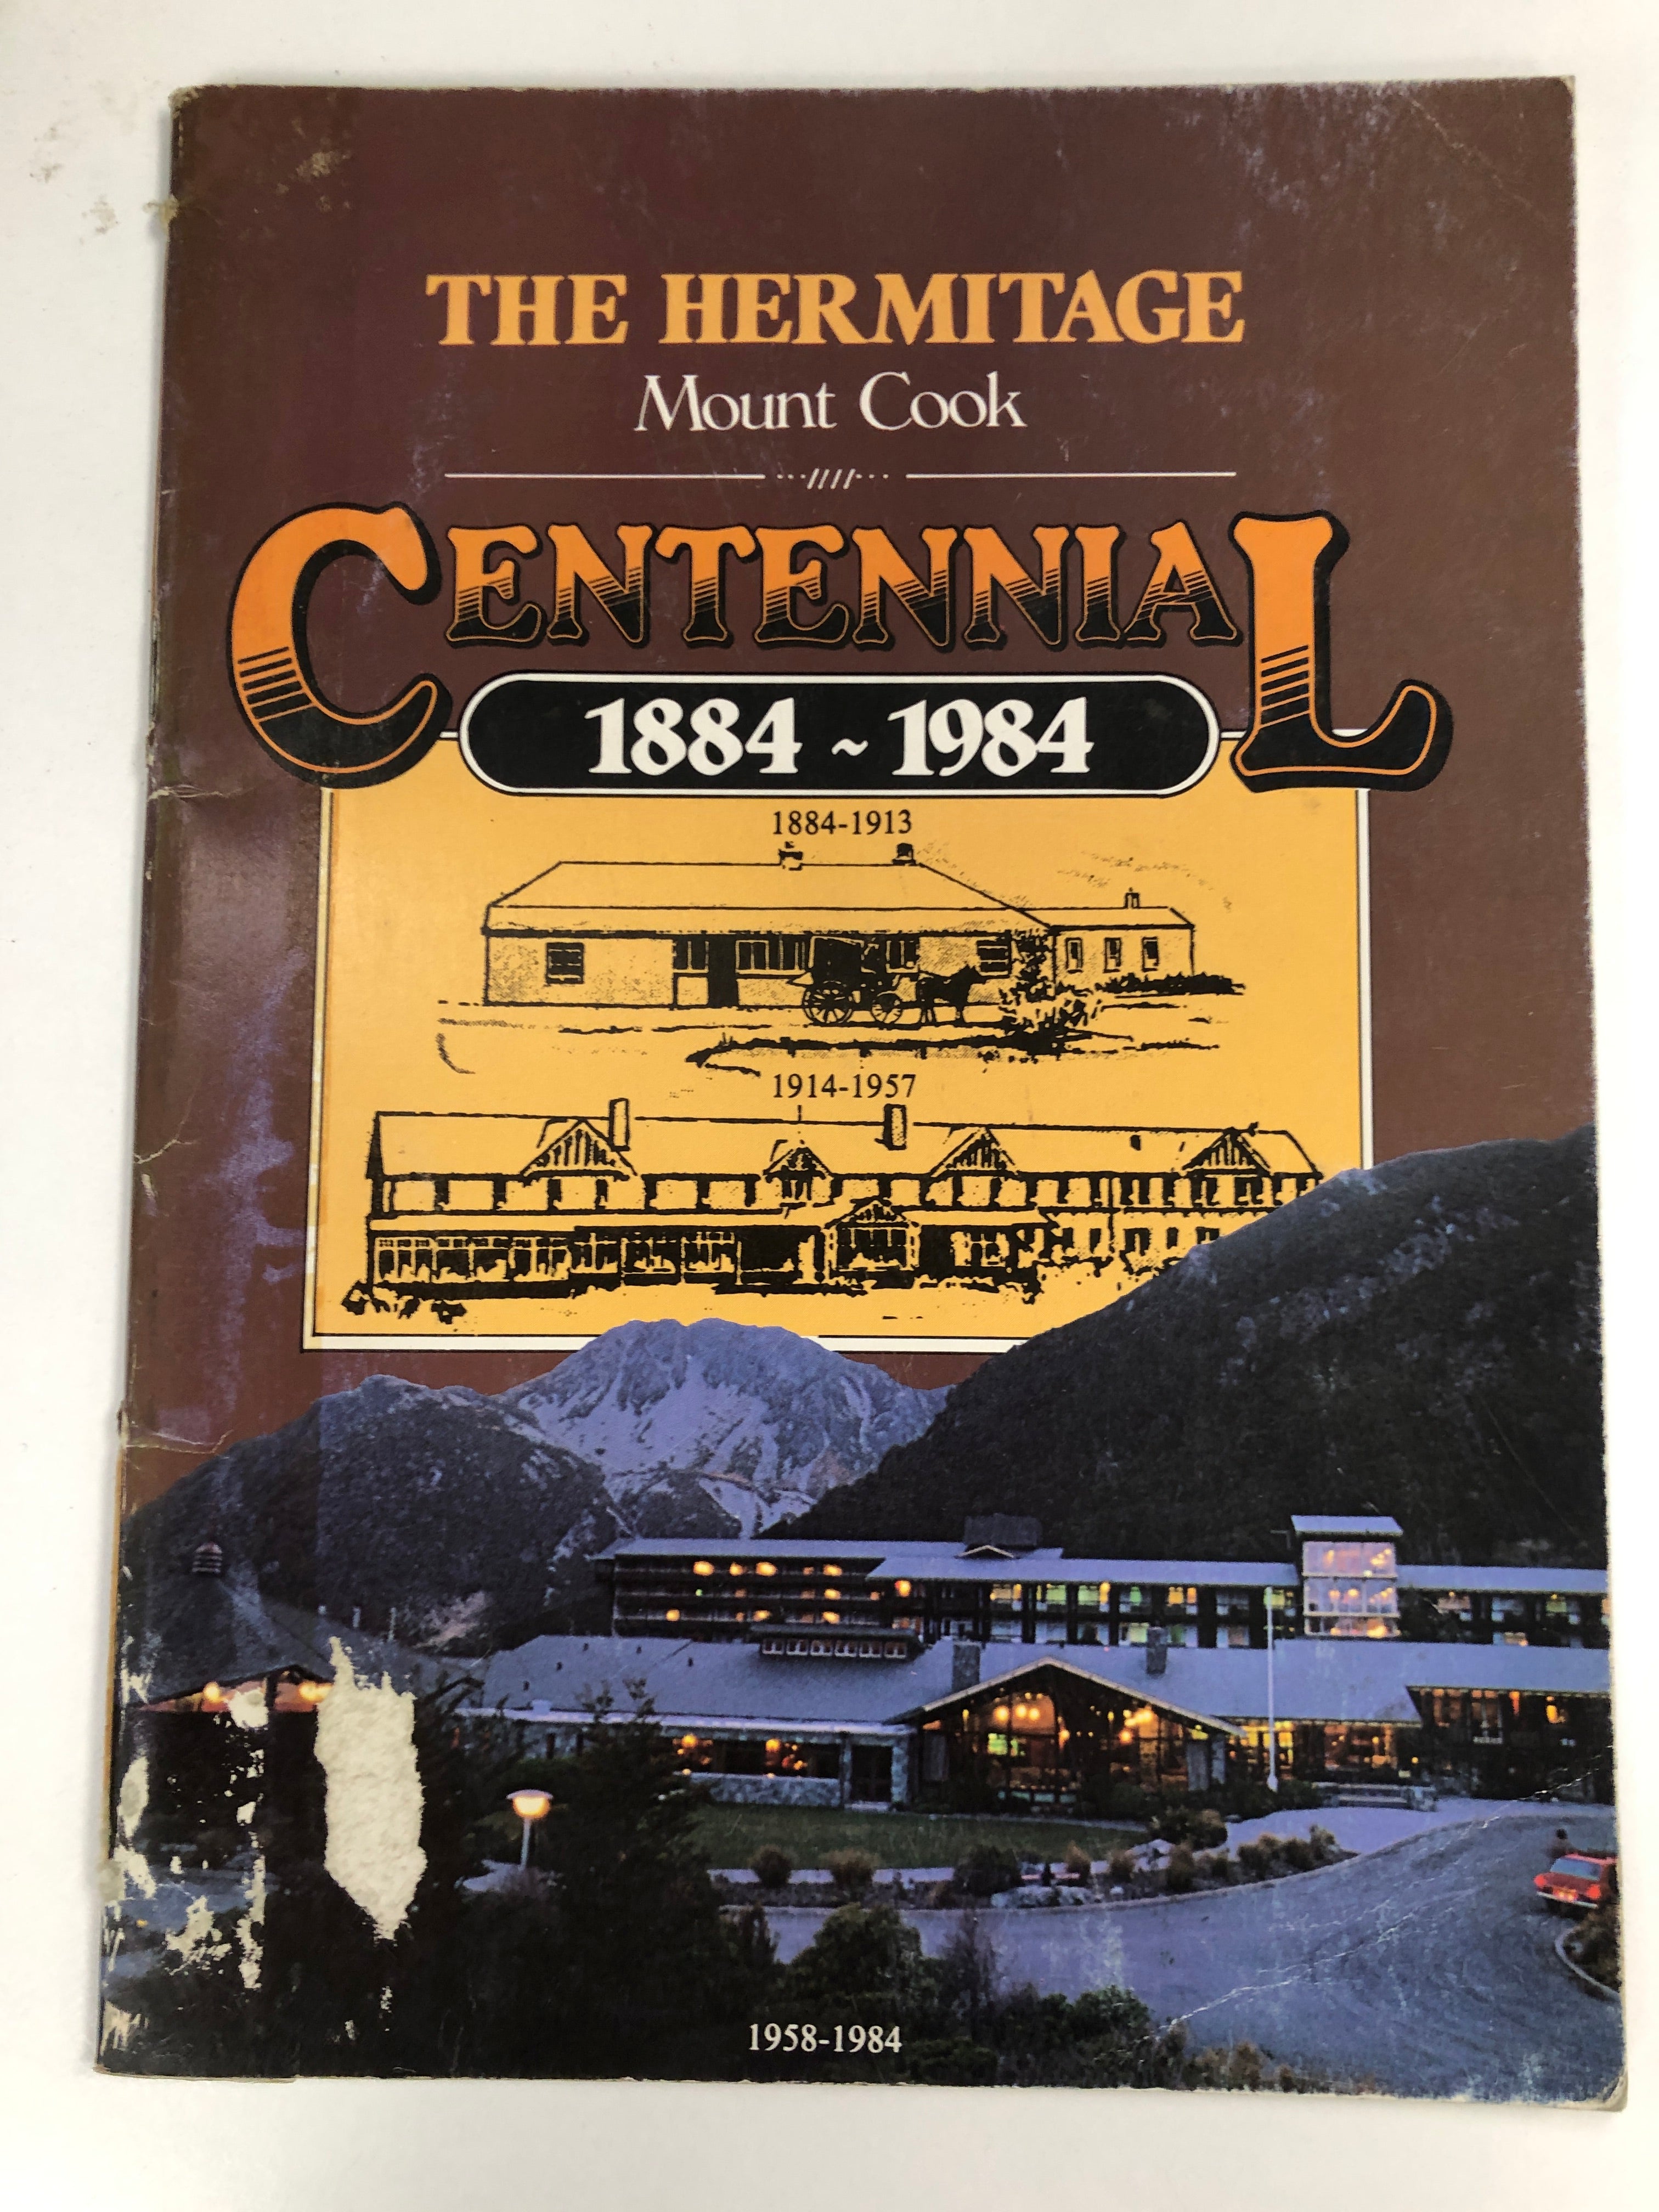 THE HERMITAGE
Mount Cook
CENTENNIAL
1884 ~ 1984
1884-1913
1914-1957
1958-1984